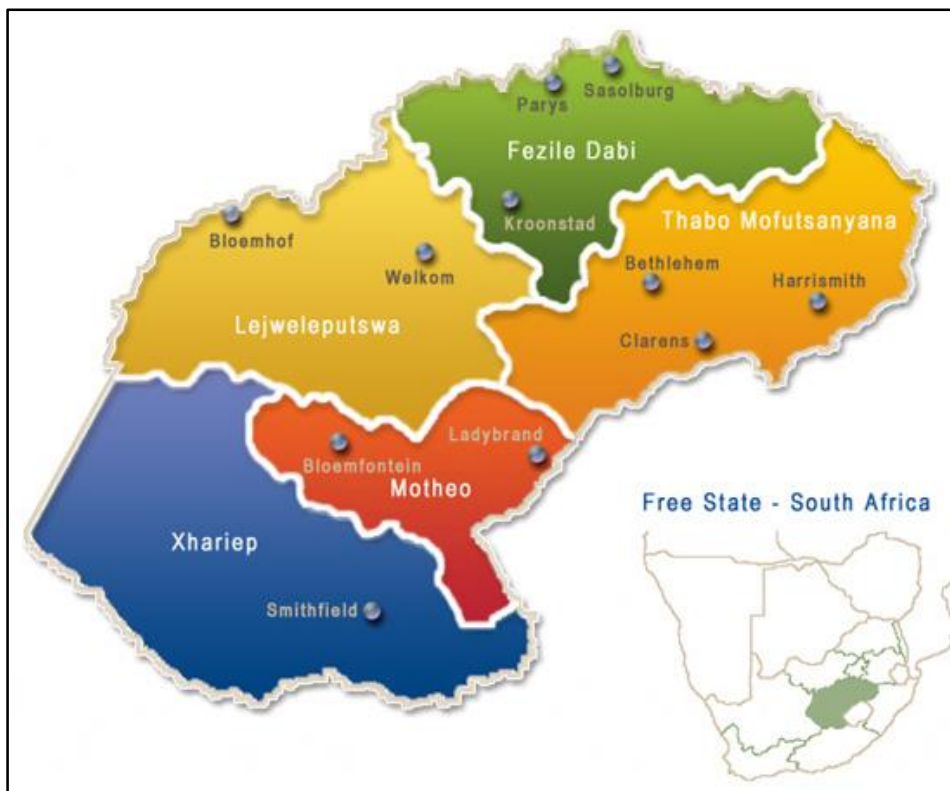 Sasolburg
Parys
Fezile Dabi
Kroonstad
Thabo Mofutsanyana
Bloemhof
Welkom
Bethlehem
Harrismith
Lejweleputswa
Clarens
Ladybrand
Bloemfontein
Motheo
Xhariep
Smithfield
Free State - South Africa